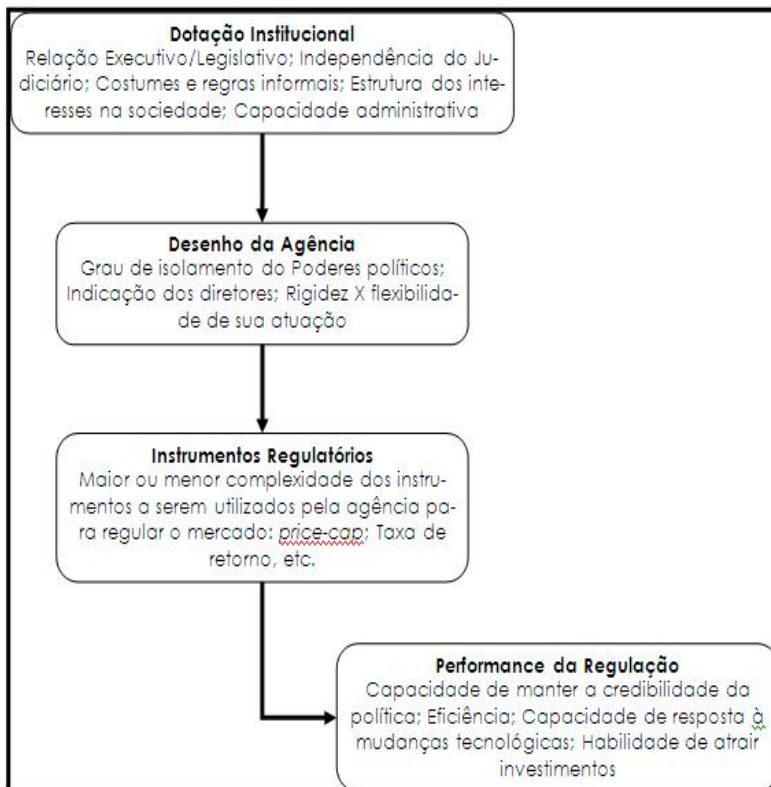 Dotação Institucional
Relação Executivo/Legislativo; Independência do Ju-
diciário; Costumes e regras informais; Estrutura dos inte-
resses na sociedade; Capacidade administrativa
Desenho da Agência
Grau de isolamento do Poderes políticos;
Indicação dos diretores; Rigidez X flexibilida-
de de sua atuação
Instrumentos Regulatórios
Maior ou menor complexidade dos instru-
mentos a serem utilizados pela agência pa-
ra regular o mercado: price-cap; Taxa de
retorno, etc.
Performance da Regulação
Capacidade de manter a credibilidade da
política; Eficiência; Capacidade de resposta à
mudanças tecnológicas; Habilidade de atrair
investimentos